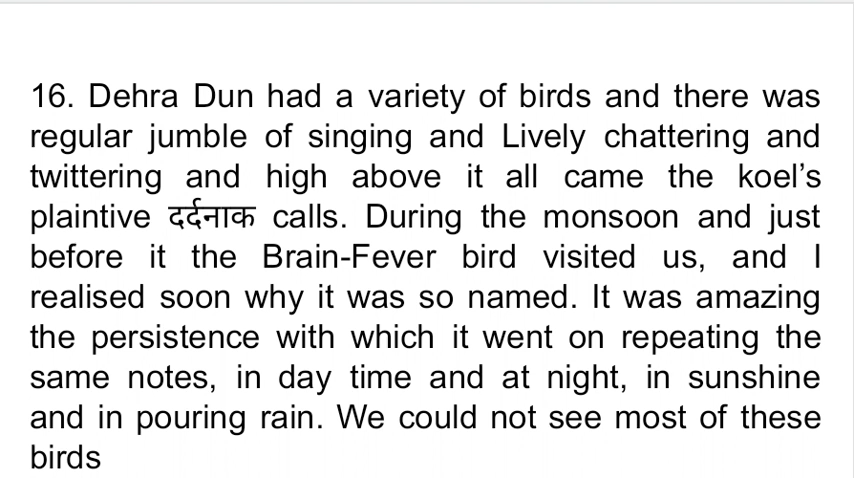 16. Dehra Dun had a variety of birds and there was
regular jumble of singing and Lively chattering and
twittering and high above it all came the koel's
plaintive दर्दनाक calls. During the monsoon and just
before it the Brain-Fever bird visited us, and I
realised soon why it was so named. It was amazing
the persistence with which it went on repeating the
same notes, in day time and at night, in sunshine
and in pouring rain. We could not see most of these
birds